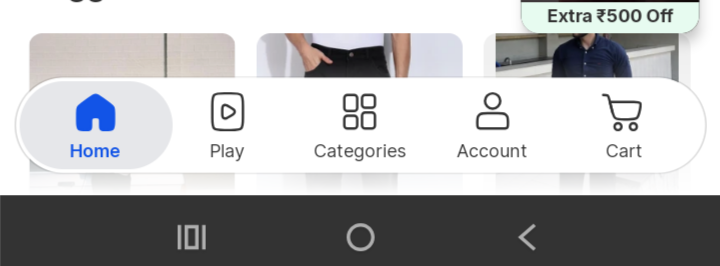 Extra ₹500 Off
Home
Play
Categories
Account
Cart